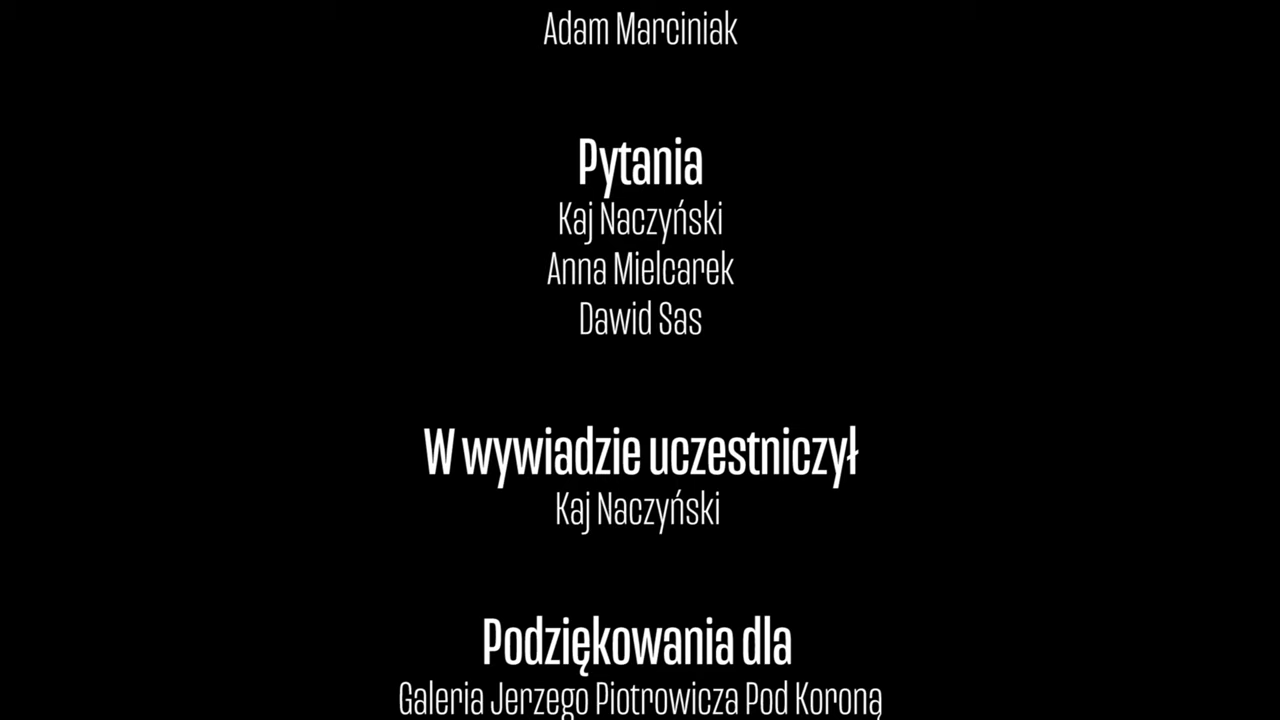 Adam Marciniak
Pytania
Kaj Naczyński
Anna Mielcarek
Dawid Sas
W wywiadzie uczestniczył
Kaj Naczyński
Podziękowania dla
Galeria Jerzego Piotrowicza Pod Koroną